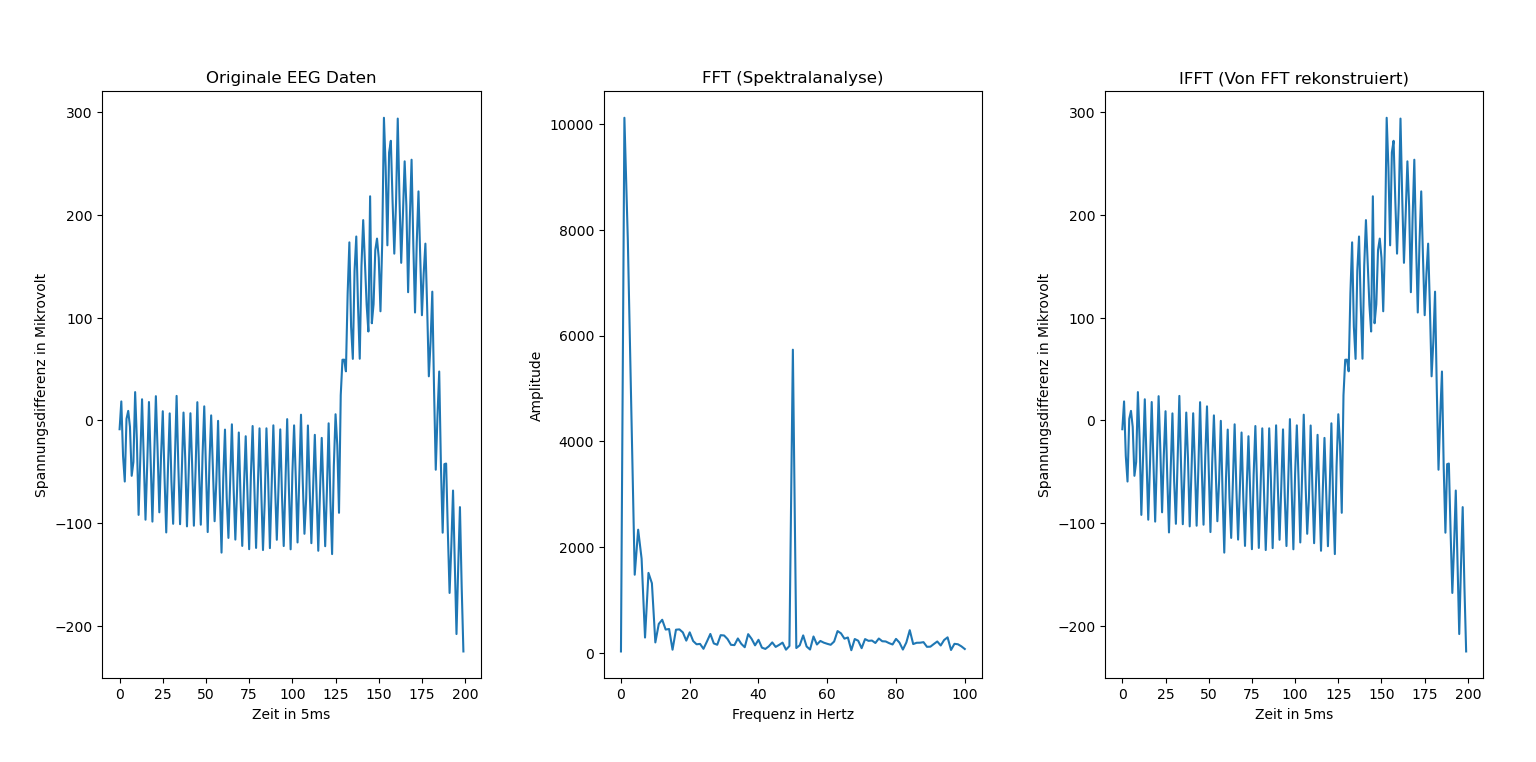 Originale EEG Daten
Spannungsdifferenz in Mikrovolt
300
200
100
0
−100
−200
0 25 50 75 100 125 150 175 200
Zeit in 5ms
FFT (Spektralanalyse)
Amplitude
10000
8000
6000
4000
2000
0
0 20 40 60 80 100
Frequenz in Hertz
IFFT (Von FFT rekonstruiert)
Spannungsdifferenz in Mikrovolt
300
200
100
0
−100
−200
0 25 50 75 100 125 150 175 200
Zeit in 5ms